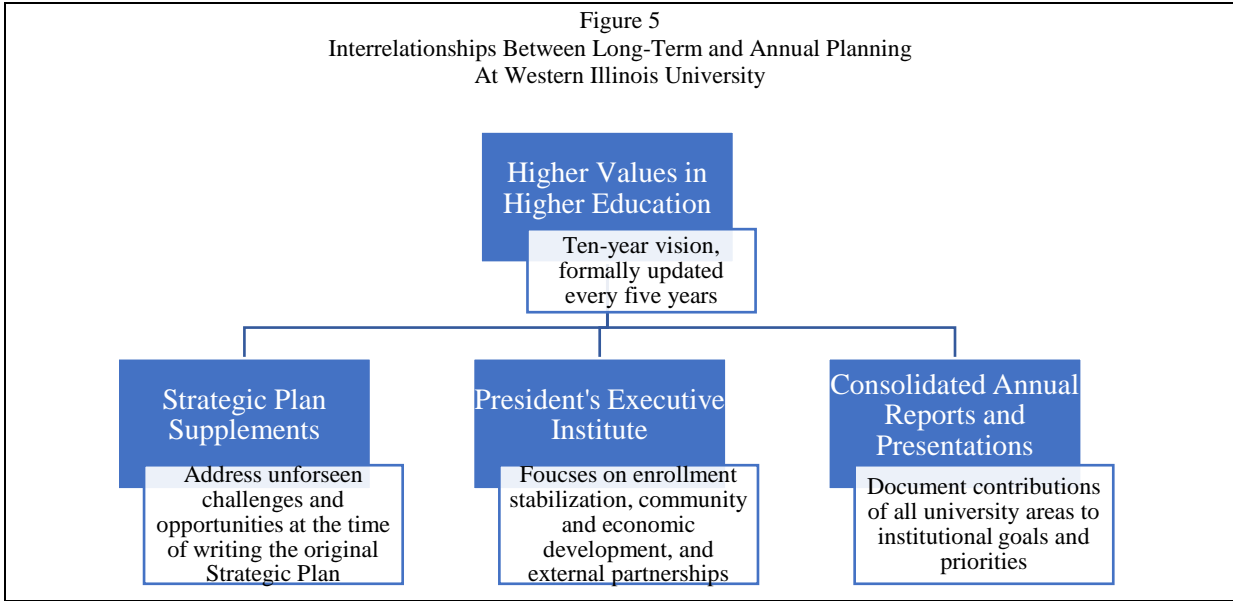 Figure 5
Interrelationships Between Long-Term and Annual Planning
At Western Illinois University
Higher Values in
Higher Education
Ten-year vision,
formally updated
every five years
Strategic Plan
Supplements
Address unforseen
challenges and
opportunities at the time
of writing the original
Strategic Plan
President's Executive
Institute
Foucses on enrollment
stabilization, community
and economic
development, and
external partnerships
Consolidated Annual
Reports and
Presentations
Document contributions
of all university areas to
institutional goals and
priorities